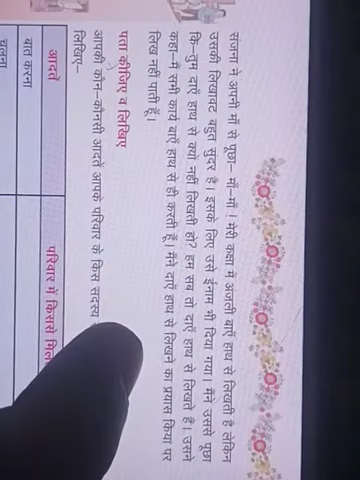 संजना ने अपनी माँ से पूछा– माँ–माँ ! मेरी कक्षा में अंजली बाएँ हाथ से लिखती है लेकिन
उसकी लिखावट बहुत सुंदर है। इसके लिए उसे ईनाम भी दिया गया। मैंने उससे पूछा
कि–तुम दाएँ हाथ से क्यों नहीं लिखती हो? हम सब तो दाएँ हाथ से लिखते हैं। उसने
कहा–मैं सभी कार्य बाएँ हाथ से ही करती हूँ। मैंने दाएँ हाथ से लिखने का प्रयास किया पर
लिख नहीं पाती हूँ।
पता कीजिए व लिखिए
आपकी कौन–कौनसी आदतें आपके परिवार के किस सदस्य
लिखिए–
आदतें परिवार में किससे
बात करना
चलना